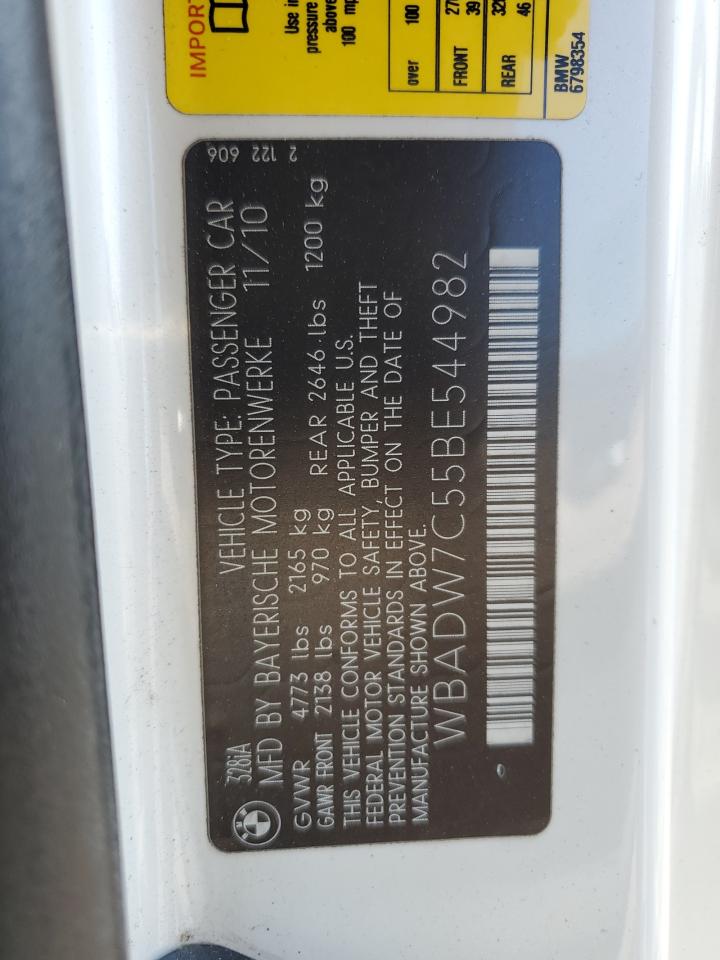 IMPORT
Use in
pressure
above
100 mp
over 100
FRONT 39
REAR 46
BMW
6798354
328iA
VEHICLE TYPE: PASSENGER CAR 606 122 2
MFD BY BAYERISCHE MOTORENWERKE 11/10
GVWR 4773 lbs 2165 kg
GAWR FRONT 2138 lbs 970 kg REAR 2646 lbs 1200 kg
THIS VEHICLE CONFORMS TO ALL APPLICABLE U.S.
FEDERAL MOTOR VEHICLE SAFETY, BUMPER AND THEFT
PREVENTION STANDARDS IN EFFECT ON THE DATE OF
MANUFACTURE SHOWN ABOVE.
WBADW7C55BE544982